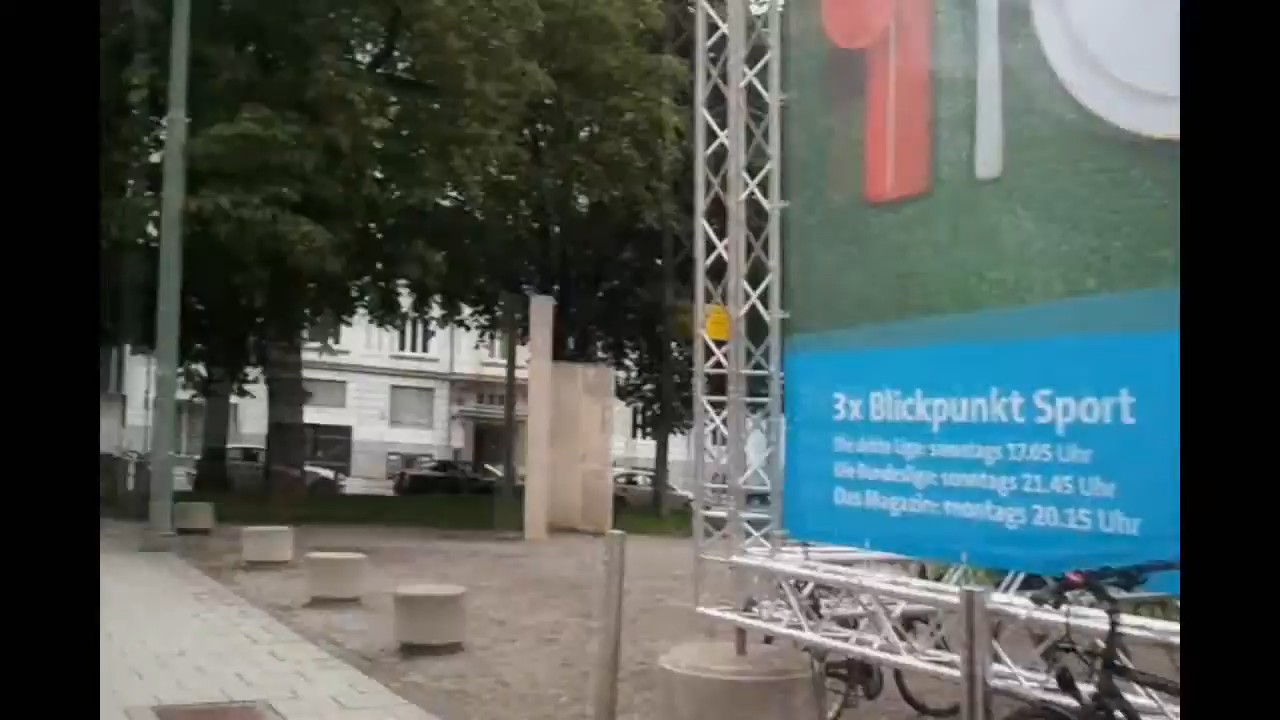 3x Blickpunkt Sport
Die dritte Liga: sonntags 17.05 Uhr
Die Bundesliga: sonntags 21.45 Uhr
Das Magazin: montags 20.15 Uhr